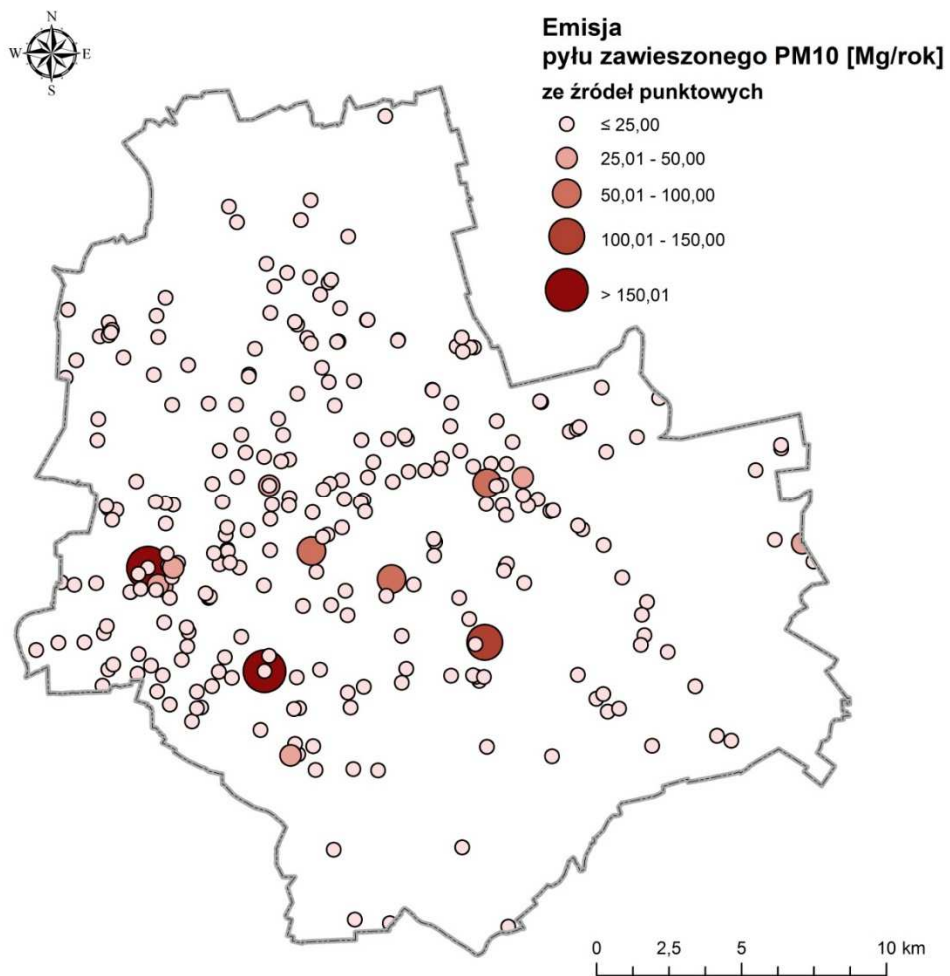 N
W E
S
Emisja
pyłu zawieszonego PM10 [Mg/rok]
ze źródeł punktowych
≤ 25,00
25,01 - 50,00
50,01 - 100,00
100,01 - 150,00
> 150,01
0 2,5 5 10 km